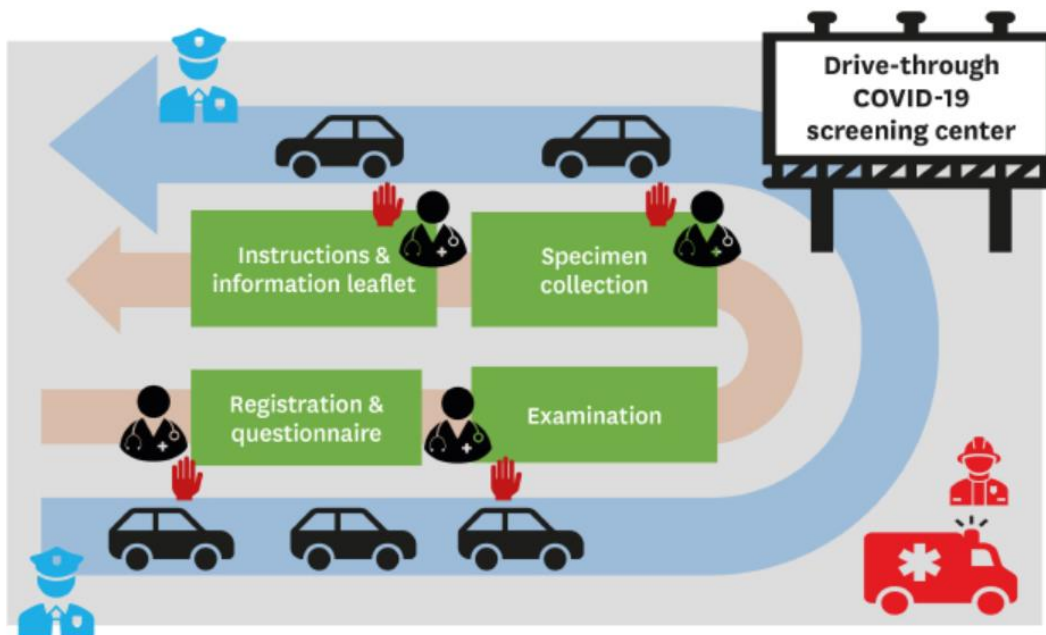 Drive-through
COVID-19
screening center
Instructions &
information leaflet
Specimen
collection
Registration &
questionnaire
Examination